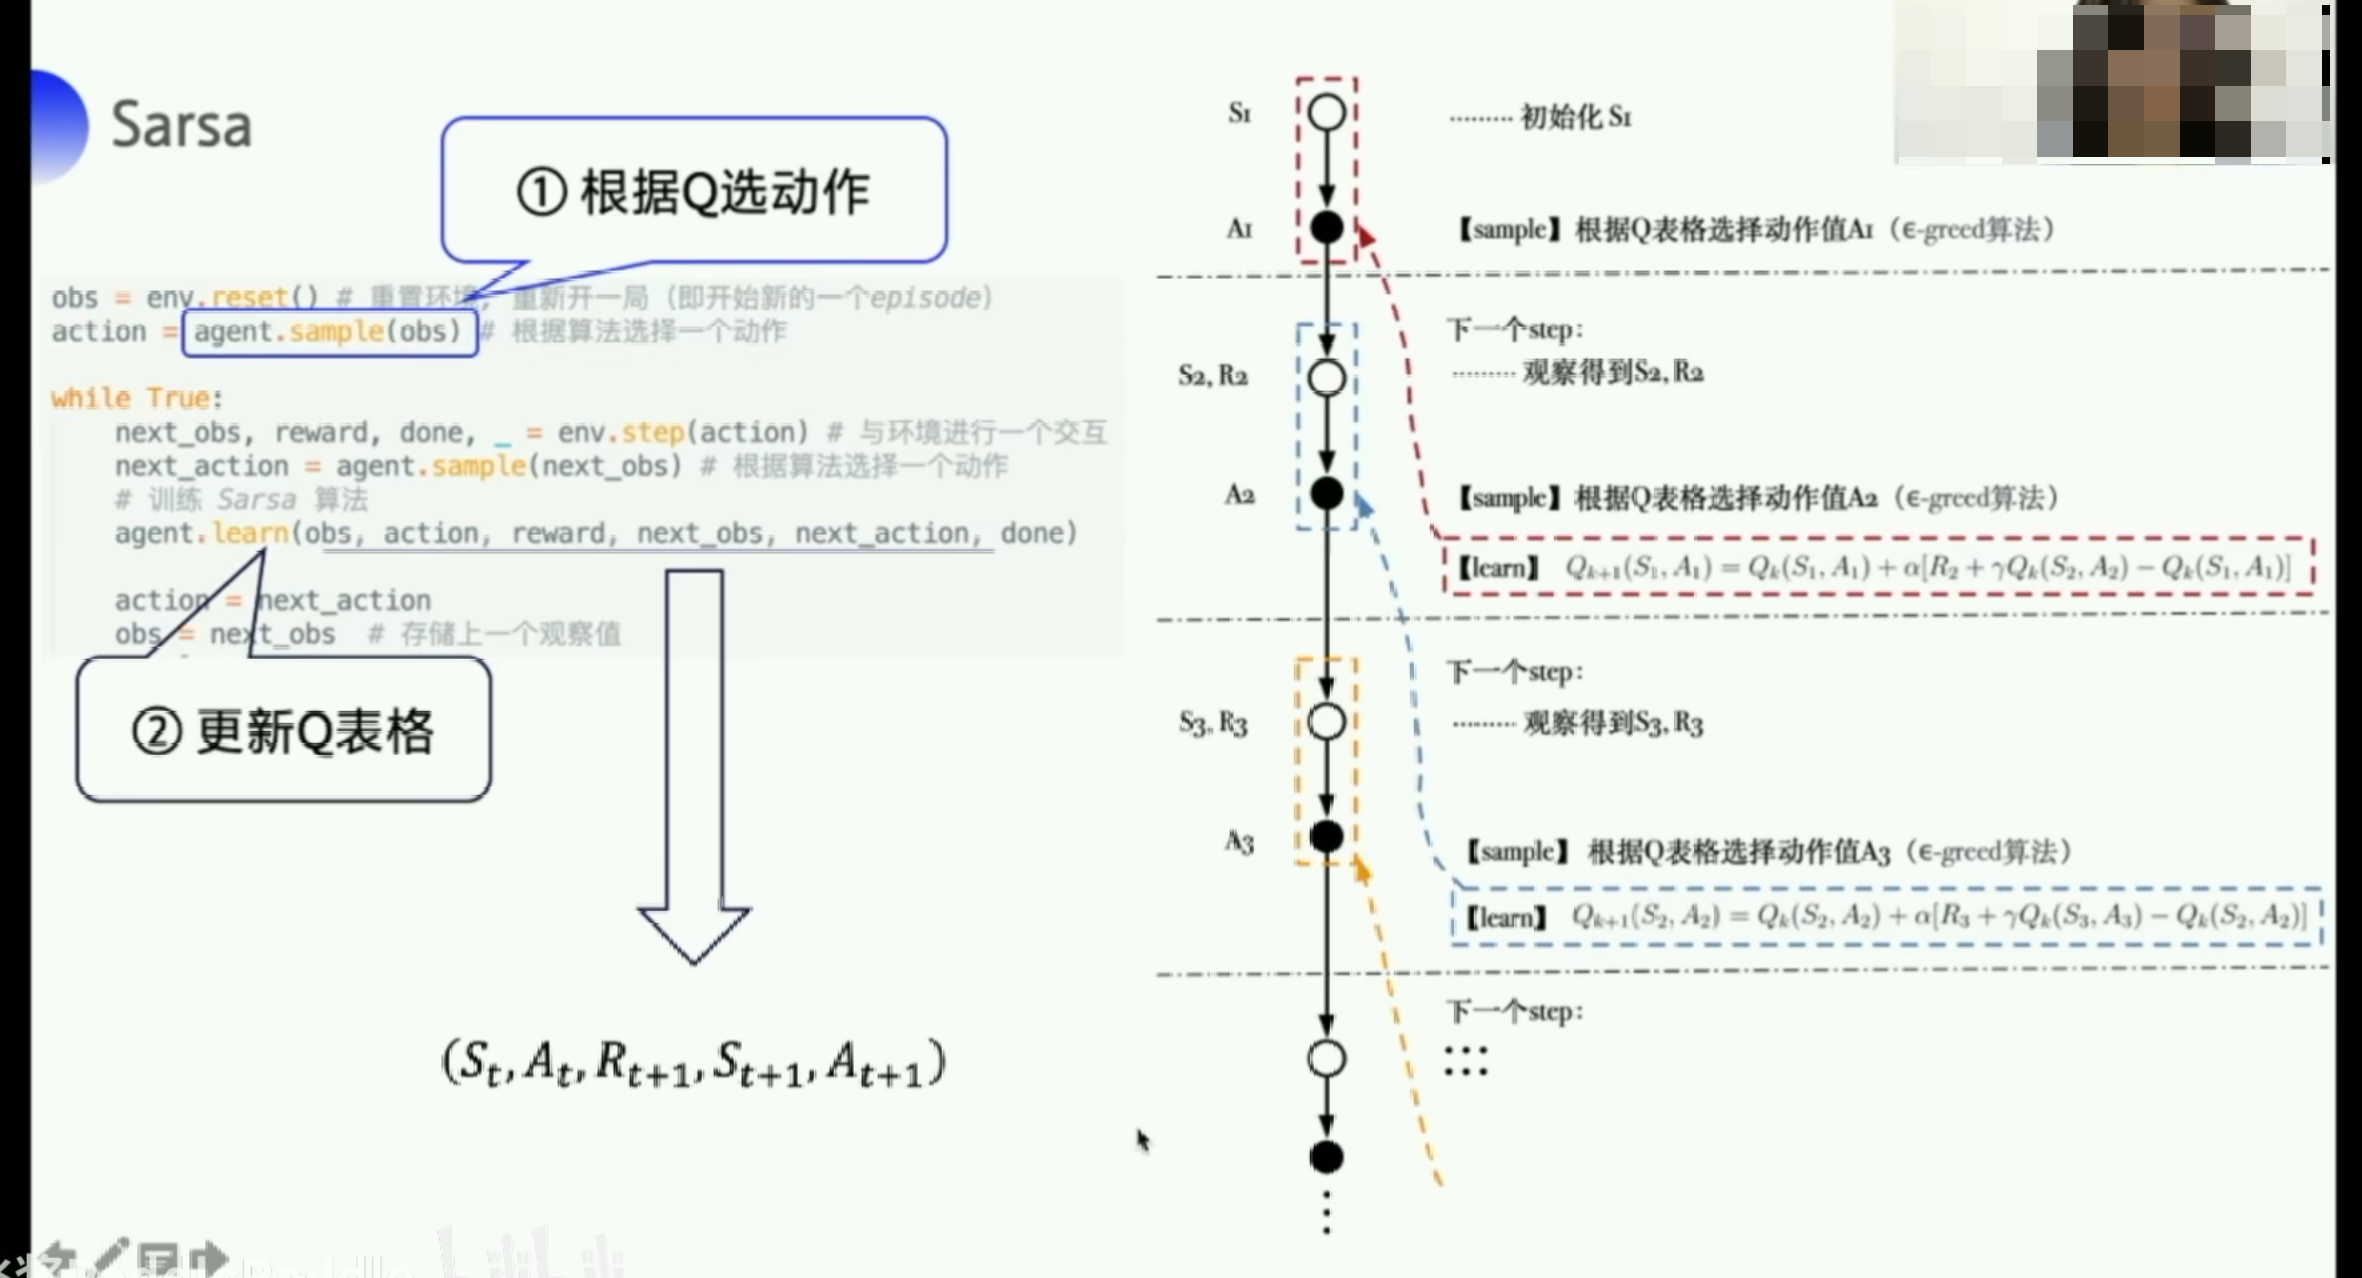 Sarsa
① 根据Q选动作
obs = env.reset() # 重置环境, 重新开一局（即开始新的一个episode）
action = agent.sample(obs) # 根据算法选择一个动作
while True:
next_obs, reward, done, _ = env.step(action) # 与环境进行一个交互
next_action = agent.sample(next_obs) # 根据算法选择一个动作
# 训练 Sarsa 算法
agent.learn(obs, action, reward, next_obs, next_action, done)
action = next_action
obs = next_obs # 存储上一个观察值
② 更新Q表格
(S_t, A_t, R_{t+1}, S_{t+1}, A_{t+1})
S1
……… 初始化 S1
A1
【sample】根据Q表格选择动作值A1（ϵ-greed算法）
下一个step：
S2, R2
……… 观察得到S2, R2
A2
【sample】根据Q表格选择动作值A2（ϵ-greed算法）
【learn】 Q_{k+1}(S_1, A_1) = Q_k(S_1, A_1) + α[R_2 + γQ_k(S_2, A_2) − Q_k(S_1, A_1)]
下一个step：
S3, R3
……… 观察得到S3, R3
A3
【sample】 根据Q表格选择动作值A3（ϵ-greed算法）
【learn】 Q_{k+1}(S_2, A_2) = Q_k(S_2, A_2) + α[R_3 + γQ_k(S_3, A_3) − Q_k(S_2, A_2)]
下一个step：